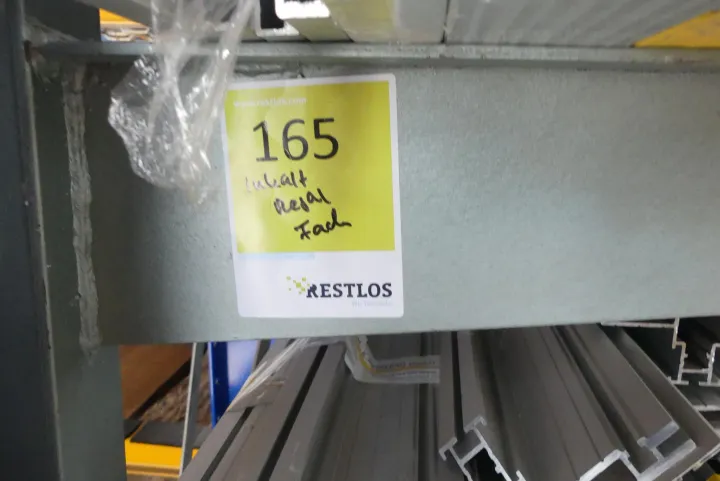 165
Inhalt
Regal
Fach
RESTLOS